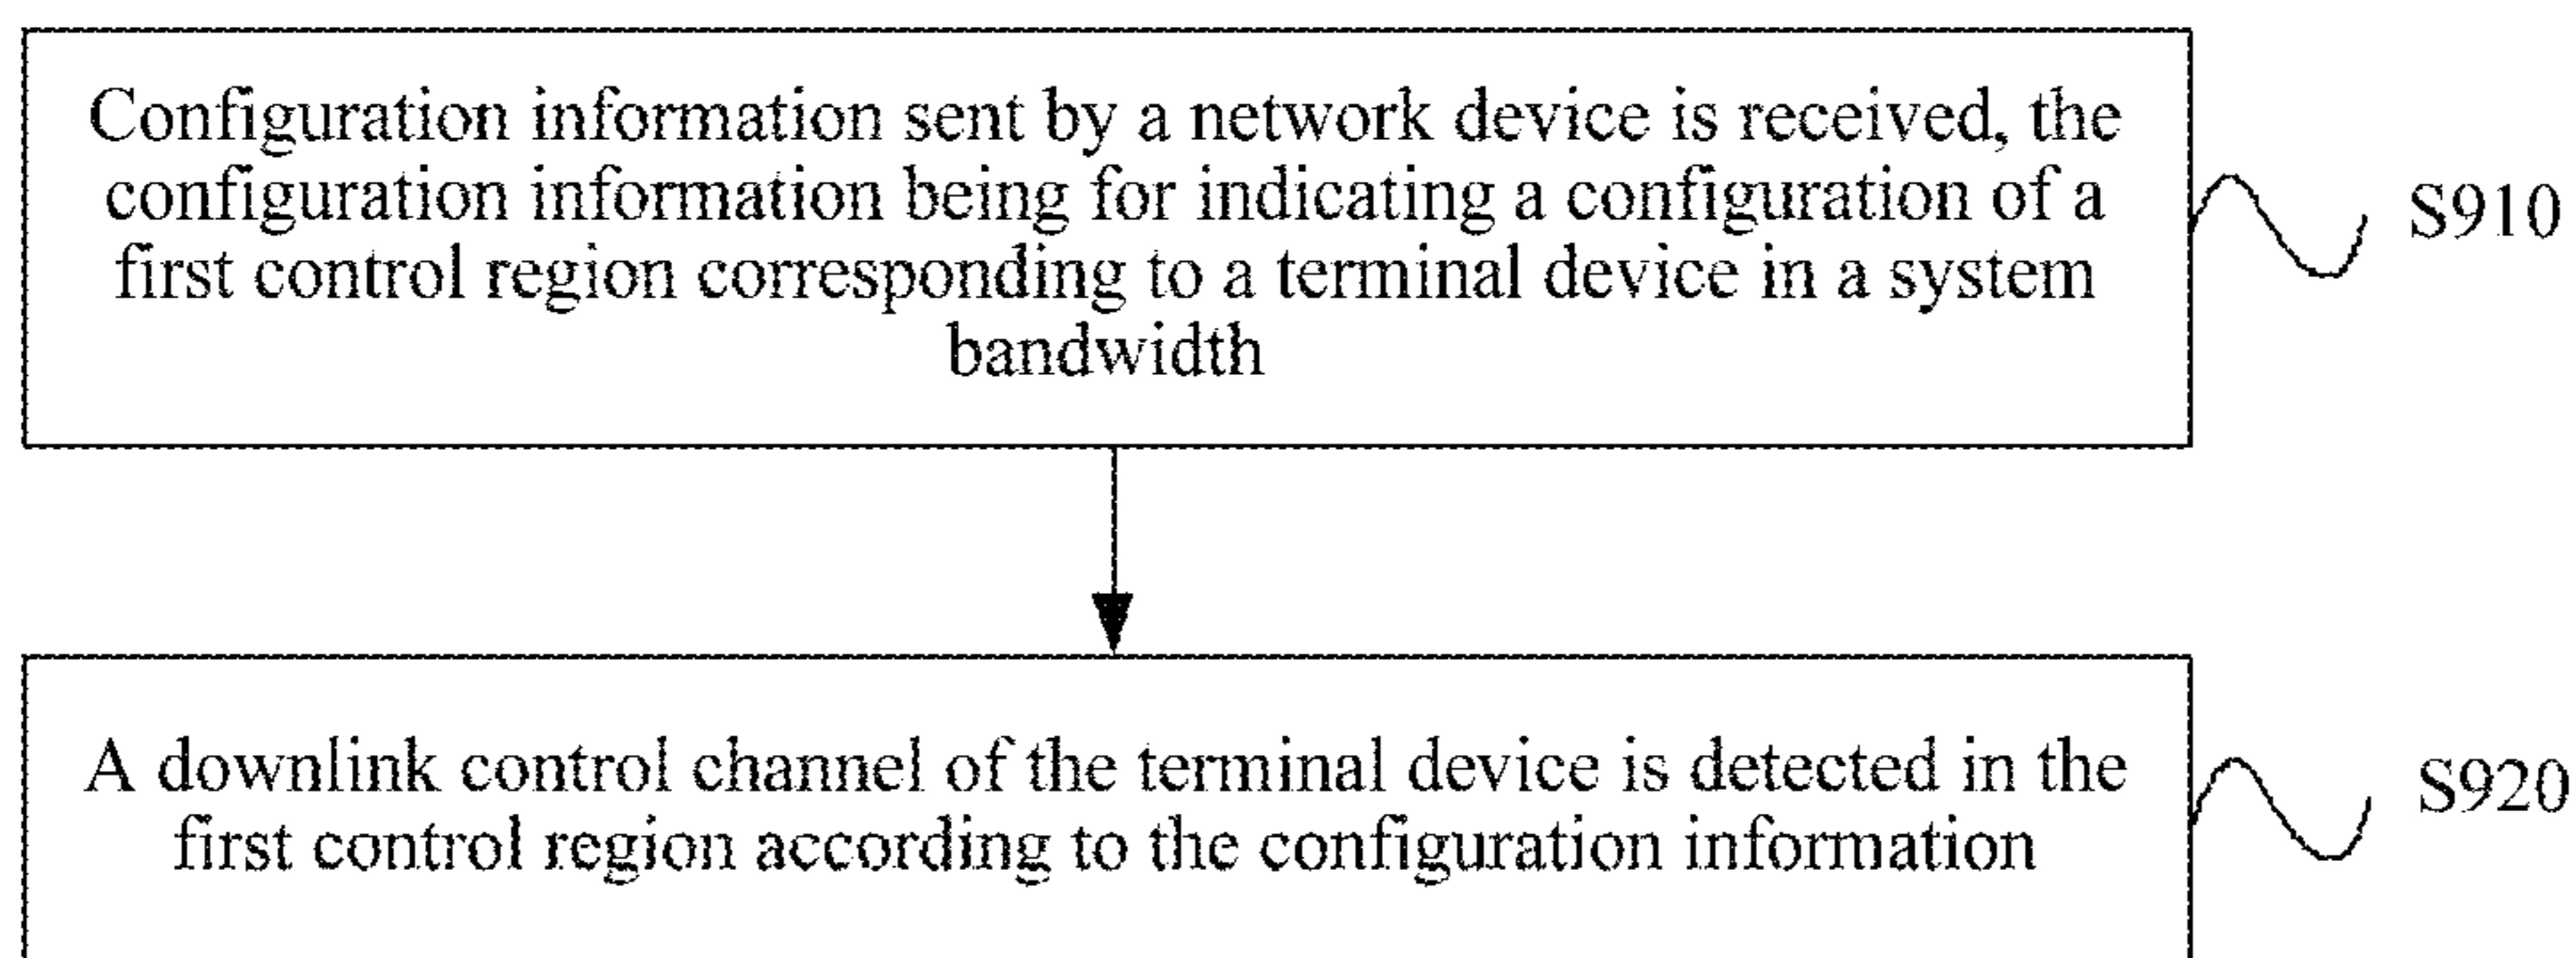 Configuration information sent by a network device is received, the
configuration information being for indicating a configuration of a
first control region corresponding to a terminal device in a system
bandwidth
S910
A downlink control channel of the terminal device is detected in the
first control region according to the configuration information
S920